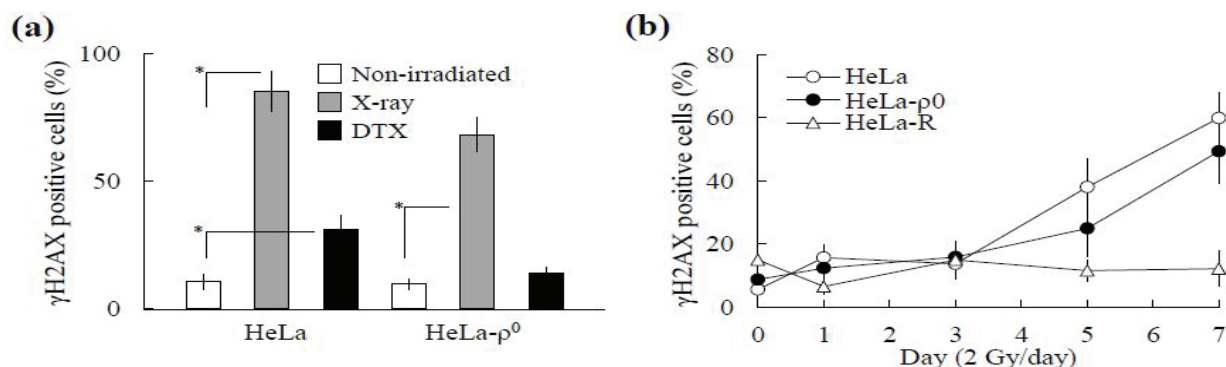 (a)
γH2AX positive cells (%)
100
50
0
*
*
*
Non-irradiated
X-ray
DTX
HeLa
HeLa-ρ⁰
(b)
γH2AX positive cells (%)
80
60
40
20
0
HeLa
HeLa-ρ0
HeLa-R
0 1 2 3 4 5 6 7
Day (2 Gy/day)